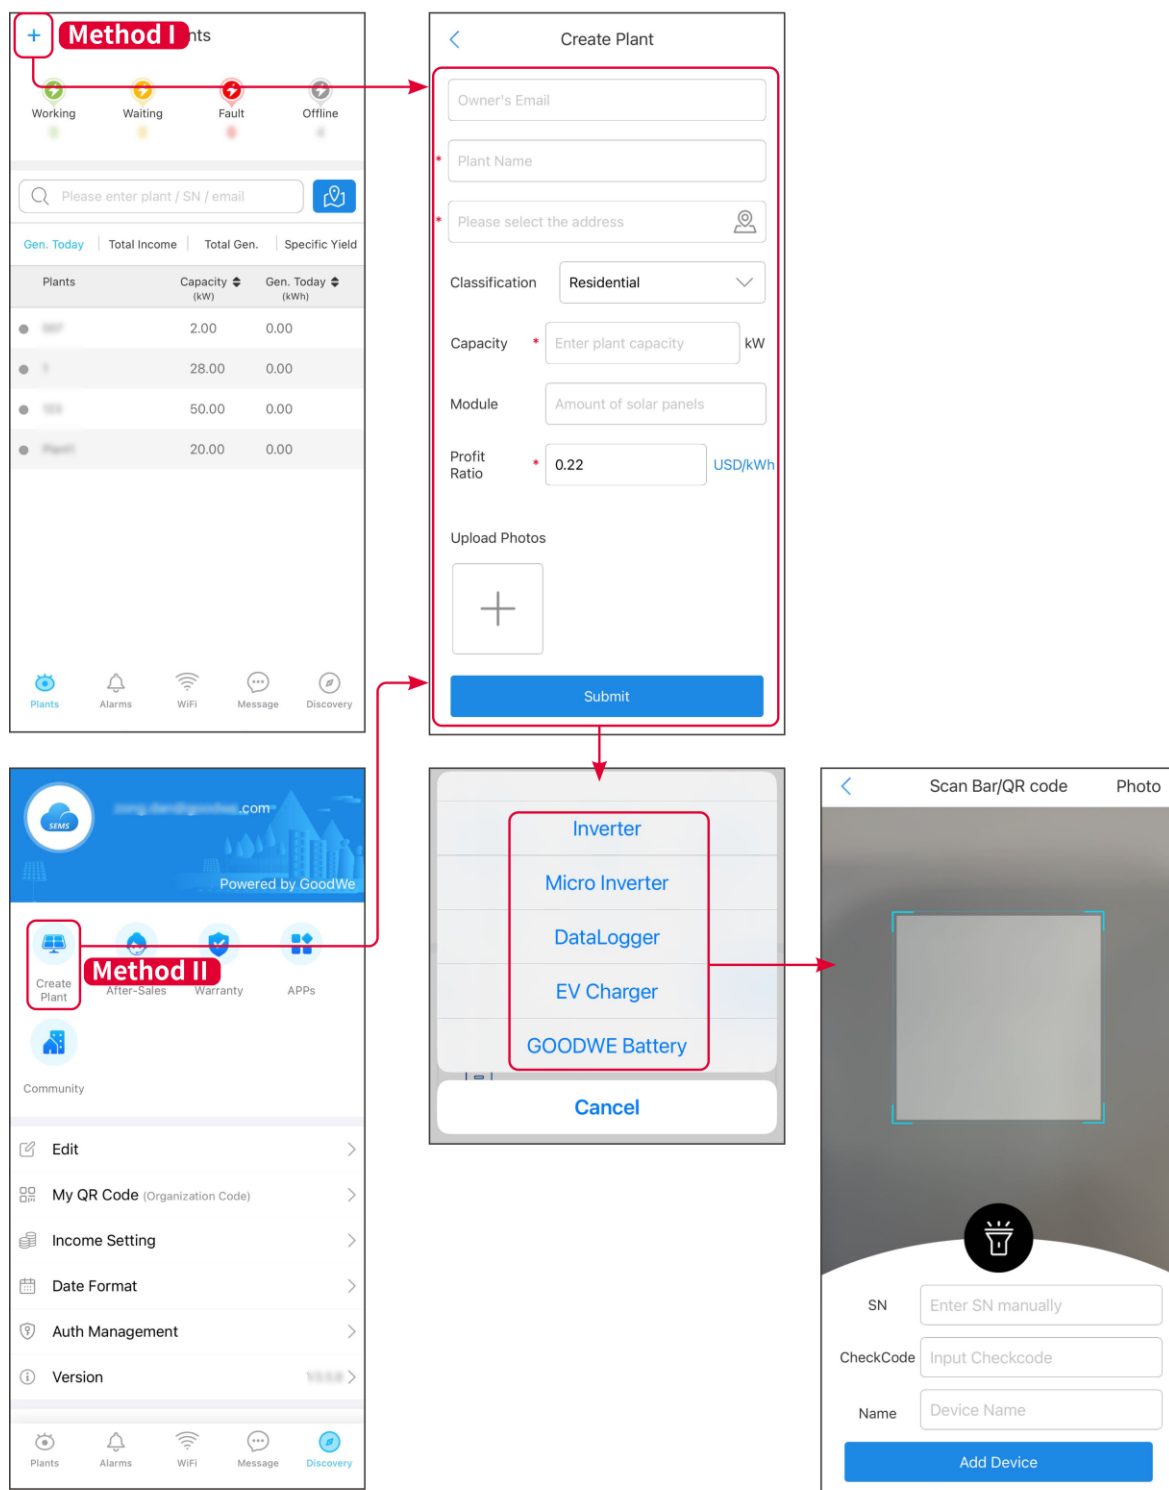 + Method I nts
Working Waiting Fault Offline
Please enter plant / SN / email
Gen. Today Total Income Total Gen. Specific Yield
Plants Capacity Gen. Today
(kW) (kWh)
2.00 0.00
28.00 0.00
50.00 0.00
20.00 0.00
Plants Alarms WiFi Message Discovery
Create Plant
Owner's Email
* Plant Name
* Please select the address
Classification Residential
Capacity * Enter plant capacity kW
Module Amount of solar panels
Profit
Ratio * 0.22 USD/kWh
Upload Photos
Submit
SEMS
.com
Powered by GoodWe
Method II
Create
Plant
After-Sales Warranty APPs
Community
Edit
My QR Code (Organization Code)
Income Setting
Date Format
Auth Management
Version
Plants Alarms WiFi Message Discovery
Inverter
Micro Inverter
DataLogger
EV Charger
GOODWE Battery
Cancel
Scan Bar/QR code Photo
SN Enter SN manually
CheckCode Input Checkcode
Name Device Name
Add Device